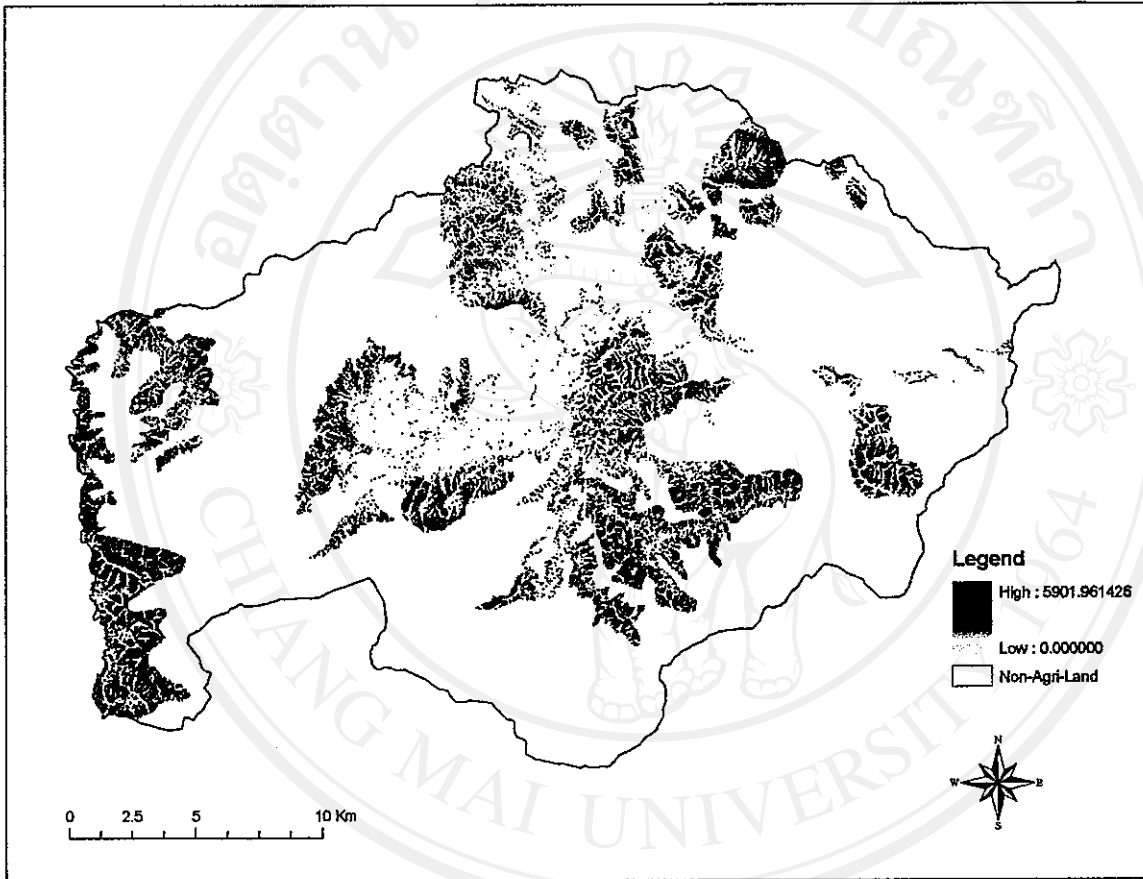 Legend
High : 5901.961426
Low : 0.000000
Non-Agri-Land
N
W E
S
0 2.5 5 10 Km
CHIANG MAI UNIVERSITY 1964